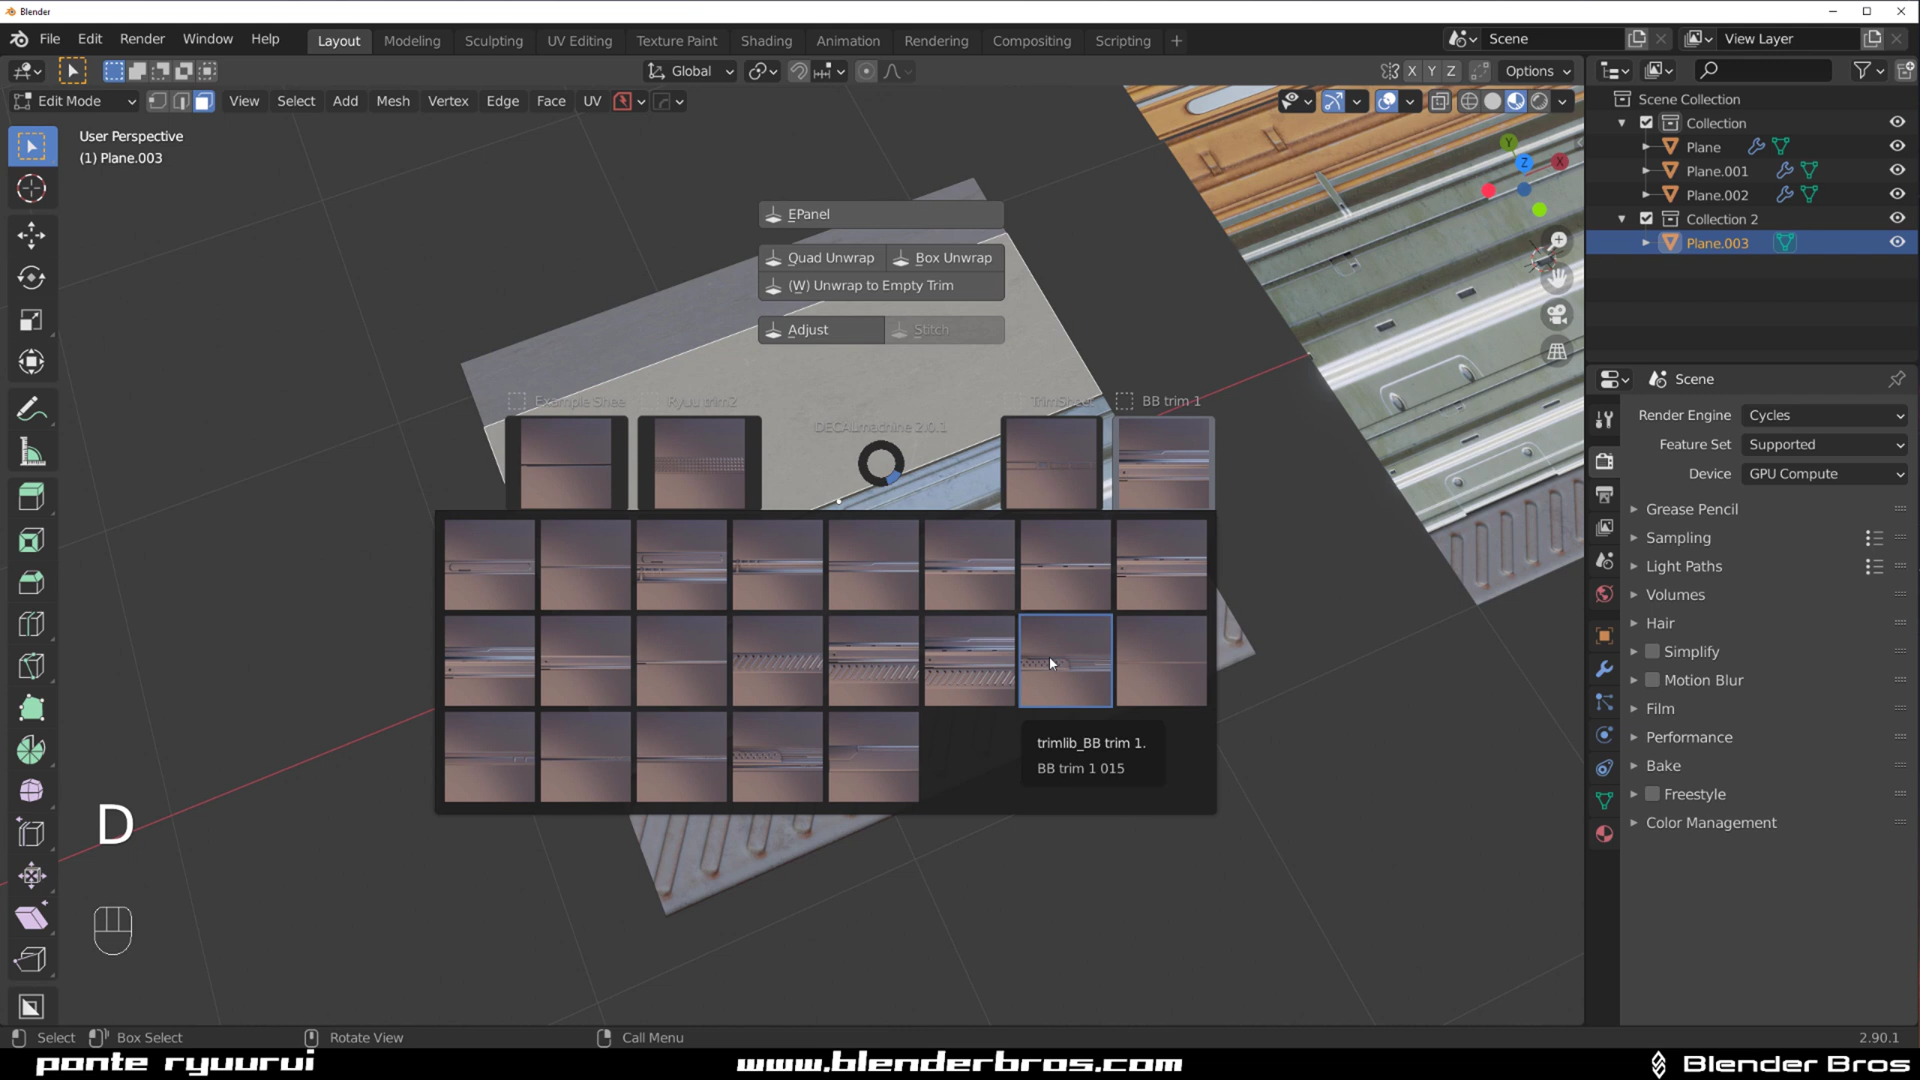 Blender
File Edit Render Window Help
Layout Modeling Sculpting UV Editing Texture Paint Shading Animation Rendering Compositing Scripting +
Scene
View Layer
Global
X Y Z
Options
Edit Mode
View Select Add Mesh Vertex Edge Face UV
User Perspective
(1) Plane.003
Y
Z
X
Scene Collection
Collection
Plane
Plane.001
Plane.002
Collection 2
Plane.003
EPanel
Quad Unwrap
Box Unwrap
(W) Unwrap to Empty Trim
Adjust
Stitch
Example Shee
Ryuu trim2
DECALmachine 2.0.1
TrimSheet
BB trim 1
trimlib_BB trim 1.
BB trim 1 015
D
Scene
Render Engine Cycles
Feature Set Supported
Device GPU Compute
Grease Pencil
Sampling
Light Paths
Volumes
Hair
Simplify
Motion Blur
Film
Performance
Bake
Freestyle
Color Management
Select Box Select Rotate View Call Menu 2.90.1
ponte ryuurui
www.blenderbros.com
Blender Bros